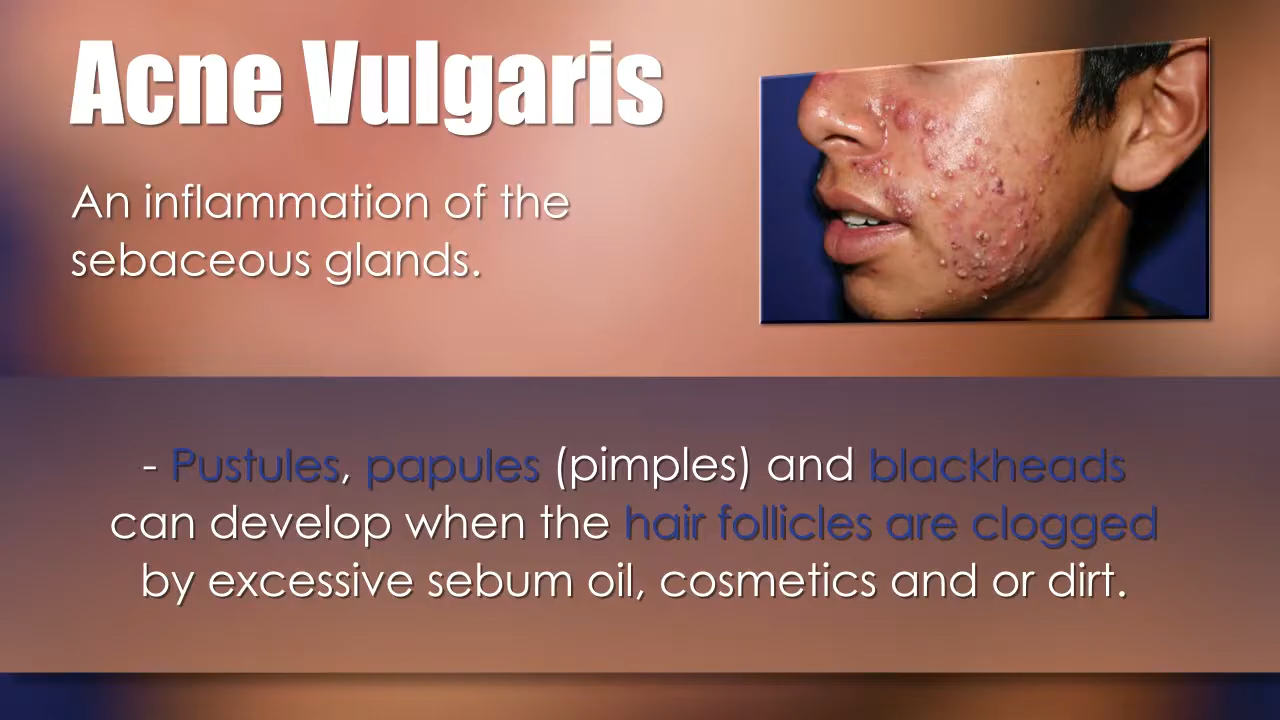 Acne Vulgaris
An inflammation of the
sebaceous glands.
- Pustules, papules (pimples) and blackheads
can develop when the hair follicles are clogged
by excessive sebum oil, cosmetics and or dirt.